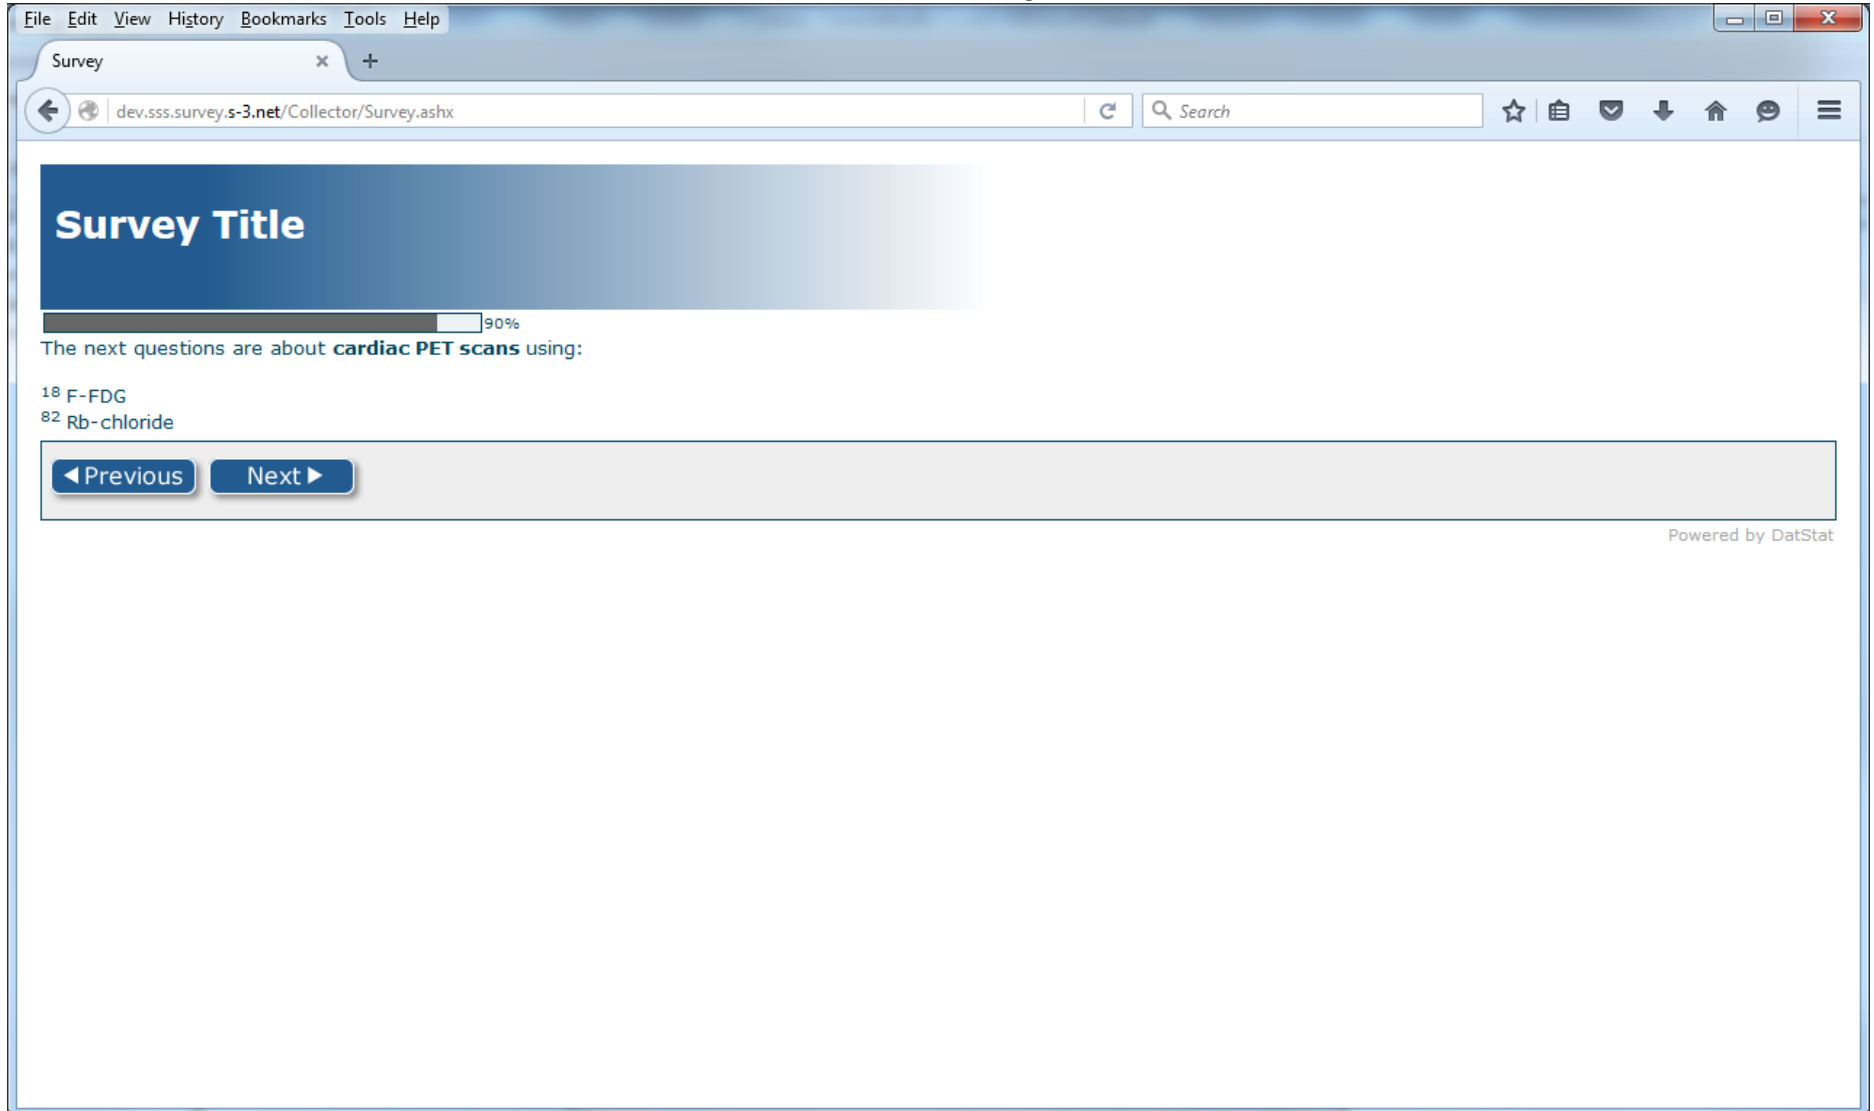 File Edit View History Bookmarks Tools Help
Survey
dev.sss.survey.s-3.net/Collector/Survey.ashx Search
Survey Title
90%
The next questions are about cardiac PET scans using:
18 F-FDG
82 Rb-chloride
Previous Next
Powered by DatStat